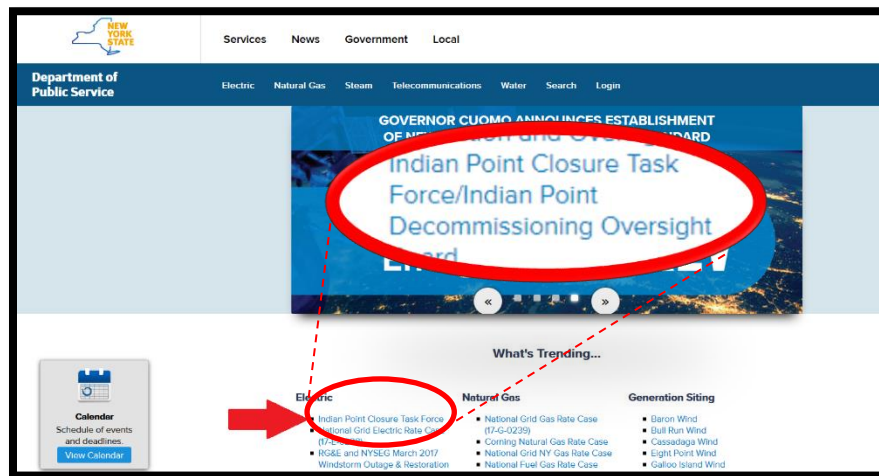 NEW
YORK
STATE
Services News Government Local
Department of
Public Service
Electric Natural Gas Steam Telecommunications Water Search Login
GOVERNOR CUOMO ANNOUNCES ESTABLISHMENT
OF
Indian Point Closure Task
Force/Indian Point
Decommissioning Oversight
« »
What's Trending...
Calendar
Schedule of events
and deadlines.
View Calendar
Electric
Indian Point Closure Task Force
National Grid Electric Rate Case
RG&E and NYSEG March 2017
Windstorm Outage & Restoration
Natural Gas
National Grid Gas Rate Case
(17-G-0239)
Corning Natural Gas Rate Case
National Grid NY Gas Rate Case
National Fuel Gas Rate Case
Generation Siting
Baron Wind
Bull Run Wind
Cassadaga Wind
Eight Point Wind
Galloo Island Wind